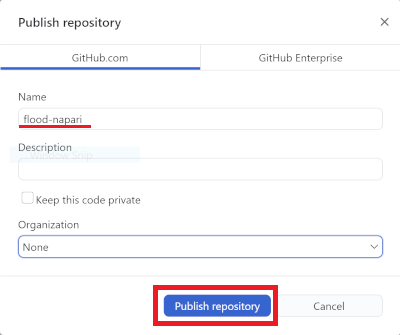 Publish repository
GitHub.com
GitHub Enterprise
Name
flood-napari
Description
Window Snip
Keep this code private
Organization
None
Publish repository
Cancel